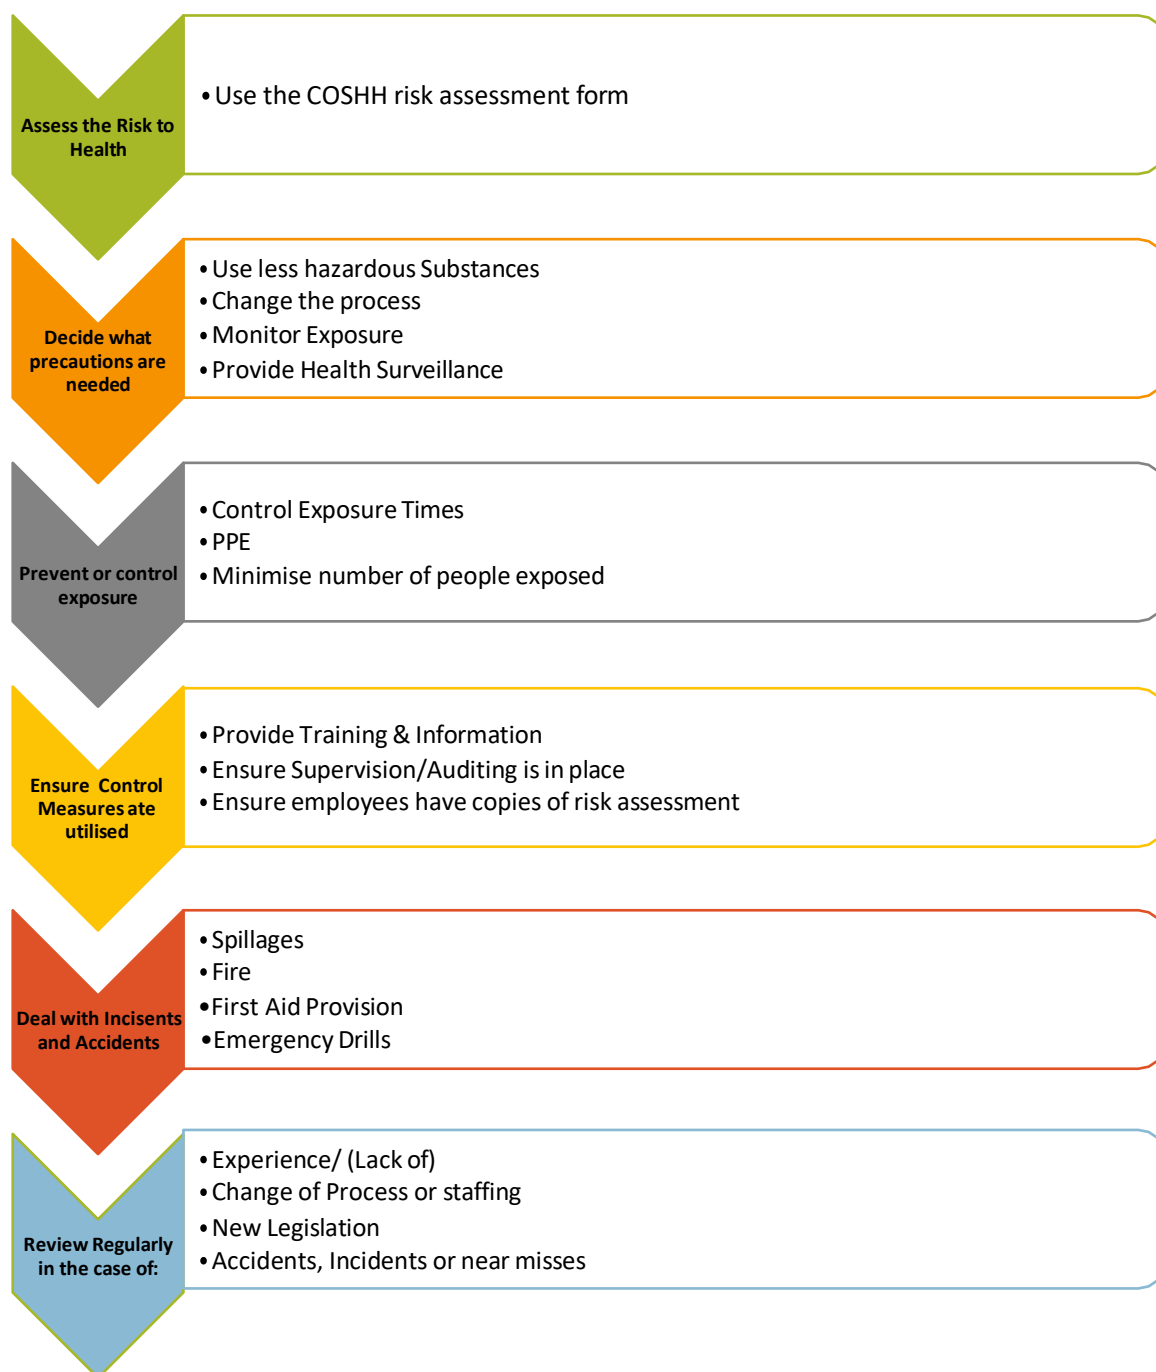 Assess the Risk to
Health
• Use the COSHH risk assessment form
Decide what
precautions are
needed
• Use less hazardous Substances
• Change the process
• Monitor Exposure
• Provide Health Surveillance
Prevent or control
exposure
• Control Exposure Times
• PPE
• Minimise number of people exposed
Ensure Control
Measures ate
utilised
• Provide Training & Information
• Ensure Supervision/Auditing is in place
• Ensure employees have copies of risk assessment
Deal with Incisents
and Accidents
• Spillages
• Fire
• First Aid Provision
• Emergency Drills
Review Regularly
in the case of:
• Experience/ (Lack of)
• Change of Process or staffing
• New Legislation
• Accidents, Incidents or near misses